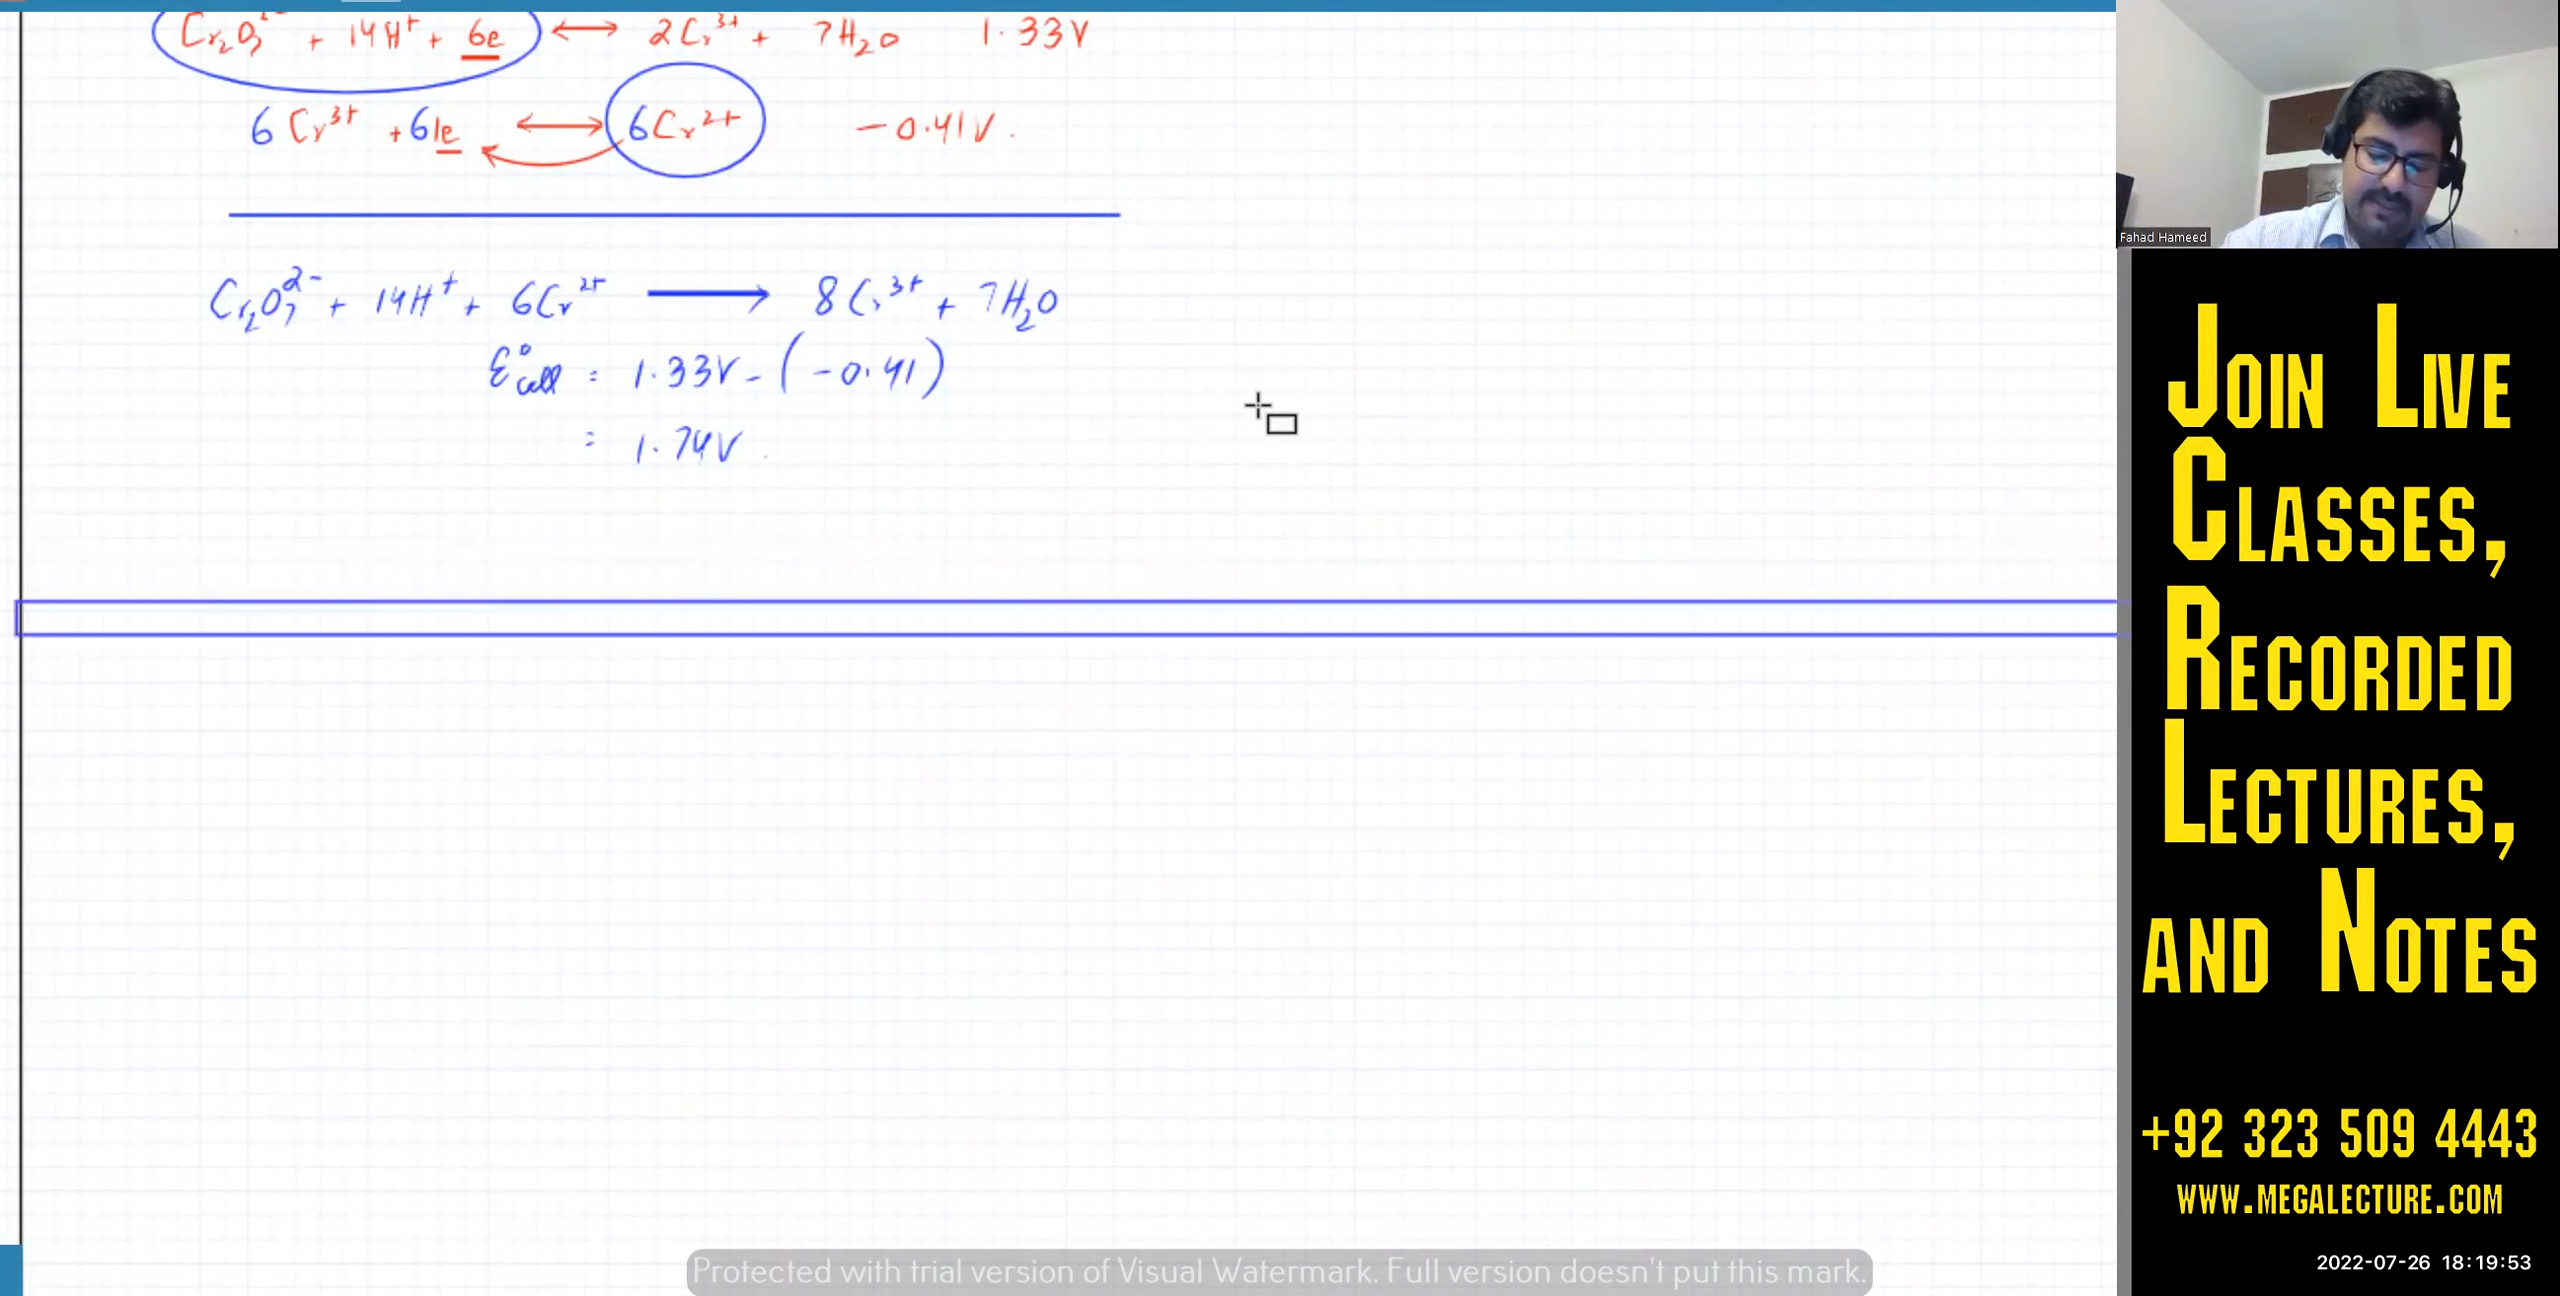 Cr₂O₇²⁻ + 14H⁺ + 6e ⟷ 2Cr³⁺ + 7H₂O 1.33V
6Cr³⁺ +61e ⟷ 6Cr²⁺ -0.41V.
Cr₂O₇²⁻ + 14H⁺ + 6Cr²⁺ ⟶ 8Cr³⁺ + 7H₂O
E°cell = 1.33V - (-0.41)
= 1.74V.
Fahad Hameed
JOIN LIVE
CLASSES,
RECORDED
LECTURES,
AND NOTES
+92 323 509 4443
WWW.MEGALECTURE.COM
2022-07-26 18:19:53
Protected with trial version of Visual Watermark. Full version doesn't put this mark.